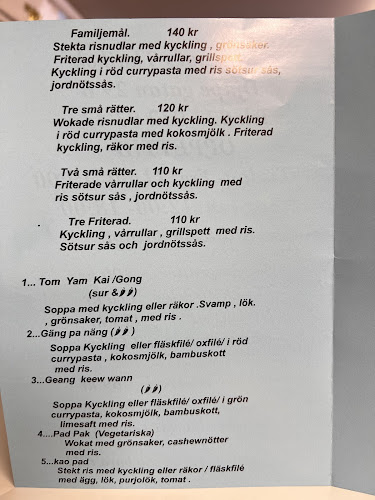 Familjemål. 140 kr
Stekta risnudlar med kyckling , grönsaker.
Friterad kyckling, vårrullar, grillspett
Kyckling i röd currypasta med ris sötsur sås,
jordnötssås.
Tre små rätter. 120 kr
Wokade risnudlar med kyckling. Kyckling
i röd currypasta med kokosmjölk . Friterad
kyckling, räkor med ris.
Två små rätter. 110 kr
Friterade vårrullar och kyckling med
ris sötsur sås , jordnötssås.
. Tre Friterad. 110 kr
Kyckling , vårrullar , grillspett med ris.
Sötsur sås och jordnötssås.
1... Tom Yam Kai /Gong
(sur &🌶🌶)
Soppa med kyckling eller räkor .Svamp , lök.
, grönsaker, tomat , med ris .
2...Gäng pa näng (🌶🌶 )
Soppa Kyckling eller fläskfilé/ oxfilé/ i röd
currypasta , kokosmjölk, bambuskott
med ris.
3...Geang keew wann
(🌶🌶)
Soppa Kyckling eller fläskfilé/ oxfilé/ i grön
currypasta, kokosmjölk, bambuskott,
limesaft med ris.
4....Pad Pak (Vegetariska)
Wokat med grönsaker, cashewnötter
med ris.
5...kao pad
Stekt ris med kyckling eller räkor / fläskfilé
med ägg, lök, purjolök, tomat .